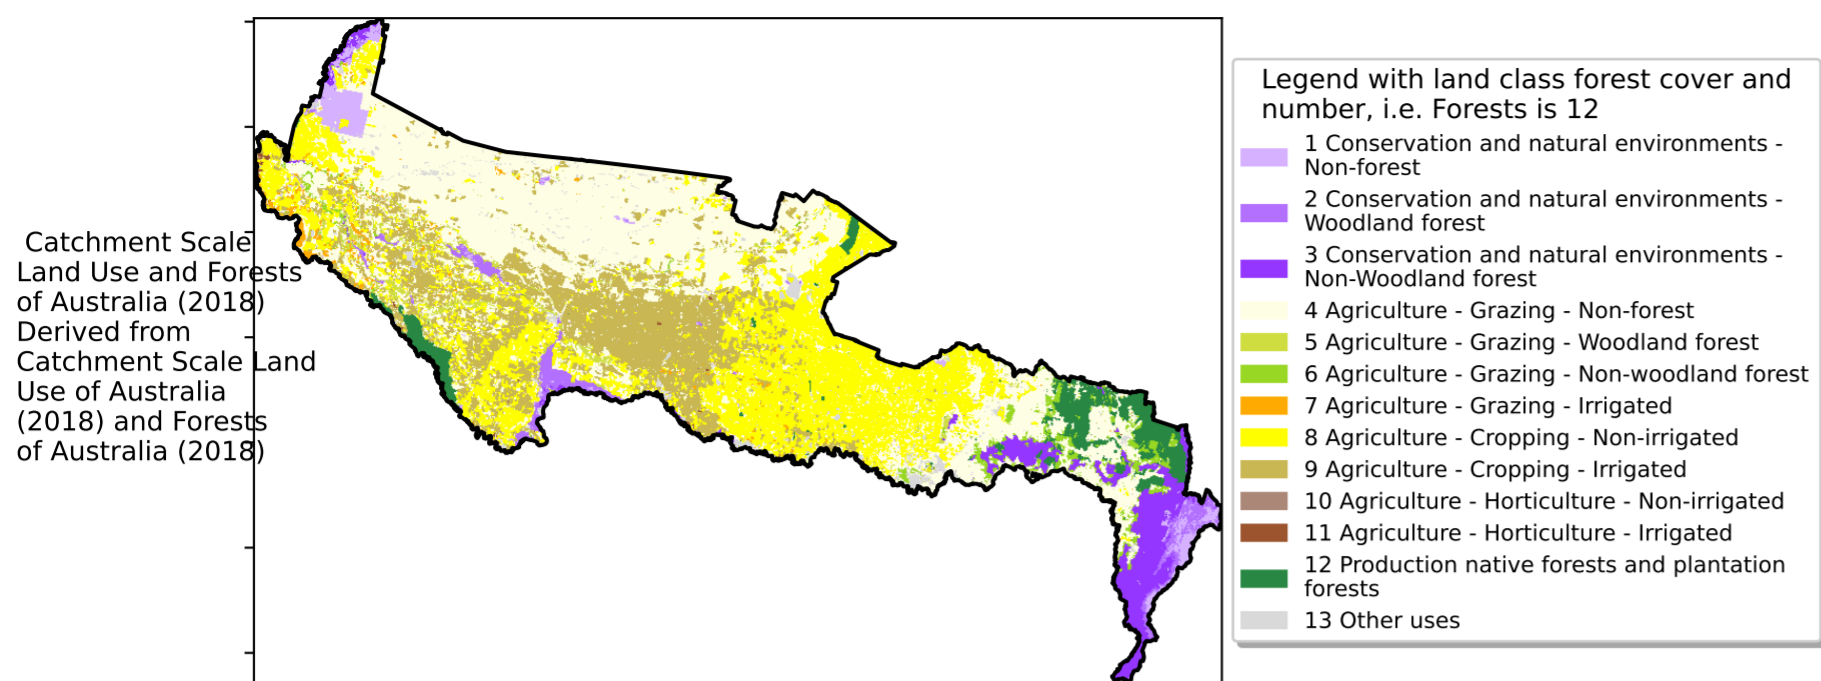 Catchment Scale
Land Use and Forests
of Australia (2018)
Derived from
Catchment Scale Land
Use of Australia
(2018) and Forests
of Australia (2018)
Legend with land class forest cover and
number, i.e. Forests is 12
1 Conservation and natural environments -
Non-forest
2 Conservation and natural environments -
Woodland forest
3 Conservation and natural environments -
Non-Woodland forest
4 Agriculture - Grazing - Non-forest
5 Agriculture - Grazing - Woodland forest
6 Agriculture - Grazing - Non-woodland forest
7 Agriculture - Grazing - Irrigated
8 Agriculture - Cropping - Non-irrigated
9 Agriculture - Cropping - Irrigated
10 Agriculture - Horticulture - Non-irrigated
11 Agriculture - Horticulture - Irrigated
12 Production native forests and plantation
forests
13 Other uses